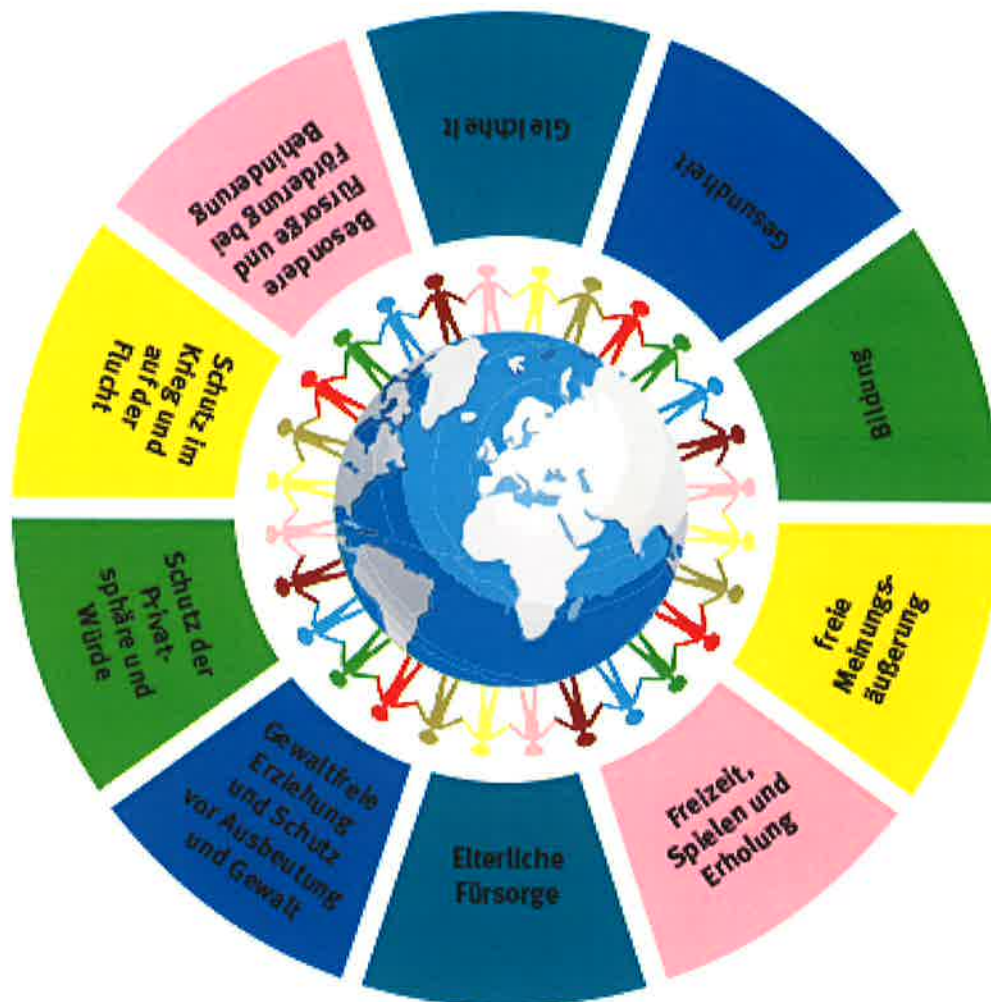 Gleichheit
Gesundheit
Bildung
freie
Meinungs-
äußerung
Freizeit,
Spielen und
Erholung
Elterliche
Fürsorge
Gewaltfreie
Erziehung
und Schutz
vor Ausbeutung
und Gewalt
Schutz der
Privat-
sphäre und
Würde
Schutz im
Krieg und
auf der
Flucht
Besondere
Fürsorge und
Förderung bei
Behinderung